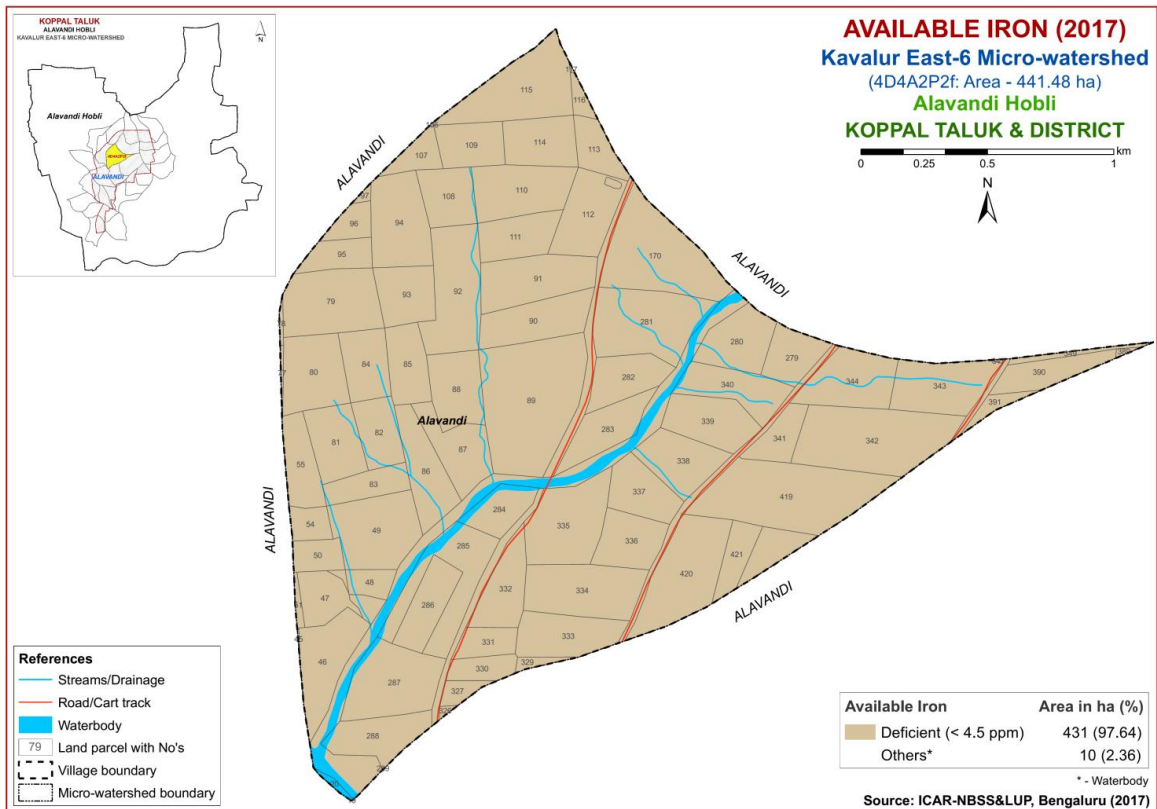 KOPPAL TALUK
ALAVANDI HOBLI
KAVALUR EAST-6 MICRO-WATERSHED
N
Alavandi Hobli
4D4A2P2f
ALAVANDI
AVAILABLE IRON (2017)
Kavalur East-6 Micro-watershed
(4D4A2P2f: Area - 441.48 ha)
Alavandi Hobli
KOPPAL TALUK & DISTRICT
0 0.25 0.5 1
km
N
115
116
109
114
113
107
108
110
112
97
96
94
111
95
170
ALAVANDI
ALAVANDI
91
79
93
92
281
90
280
279
80
84
85
282
340
344
343
390
391
88
89
Alavandi
283
339
81
82
87
341
342
55
86
338
83
337
419
54
49
284
335
285
336
421
50
420
ALAVANDI
48
332
334
47
286
ALAVANDI
331
333
46
330
329
287
327
288
References
Streams/Drainage
Road/Cart track
Waterbody
79 Land parcel with No's
Village boundary
Micro-watershed boundary
Available Iron Area in ha (%)
Deficient (< 4.5 ppm) 431 (97.64)
Others* 10 (2.36)
* - Waterbody
Source: ICAR-NBSS&LUP, Bengaluru (2017)